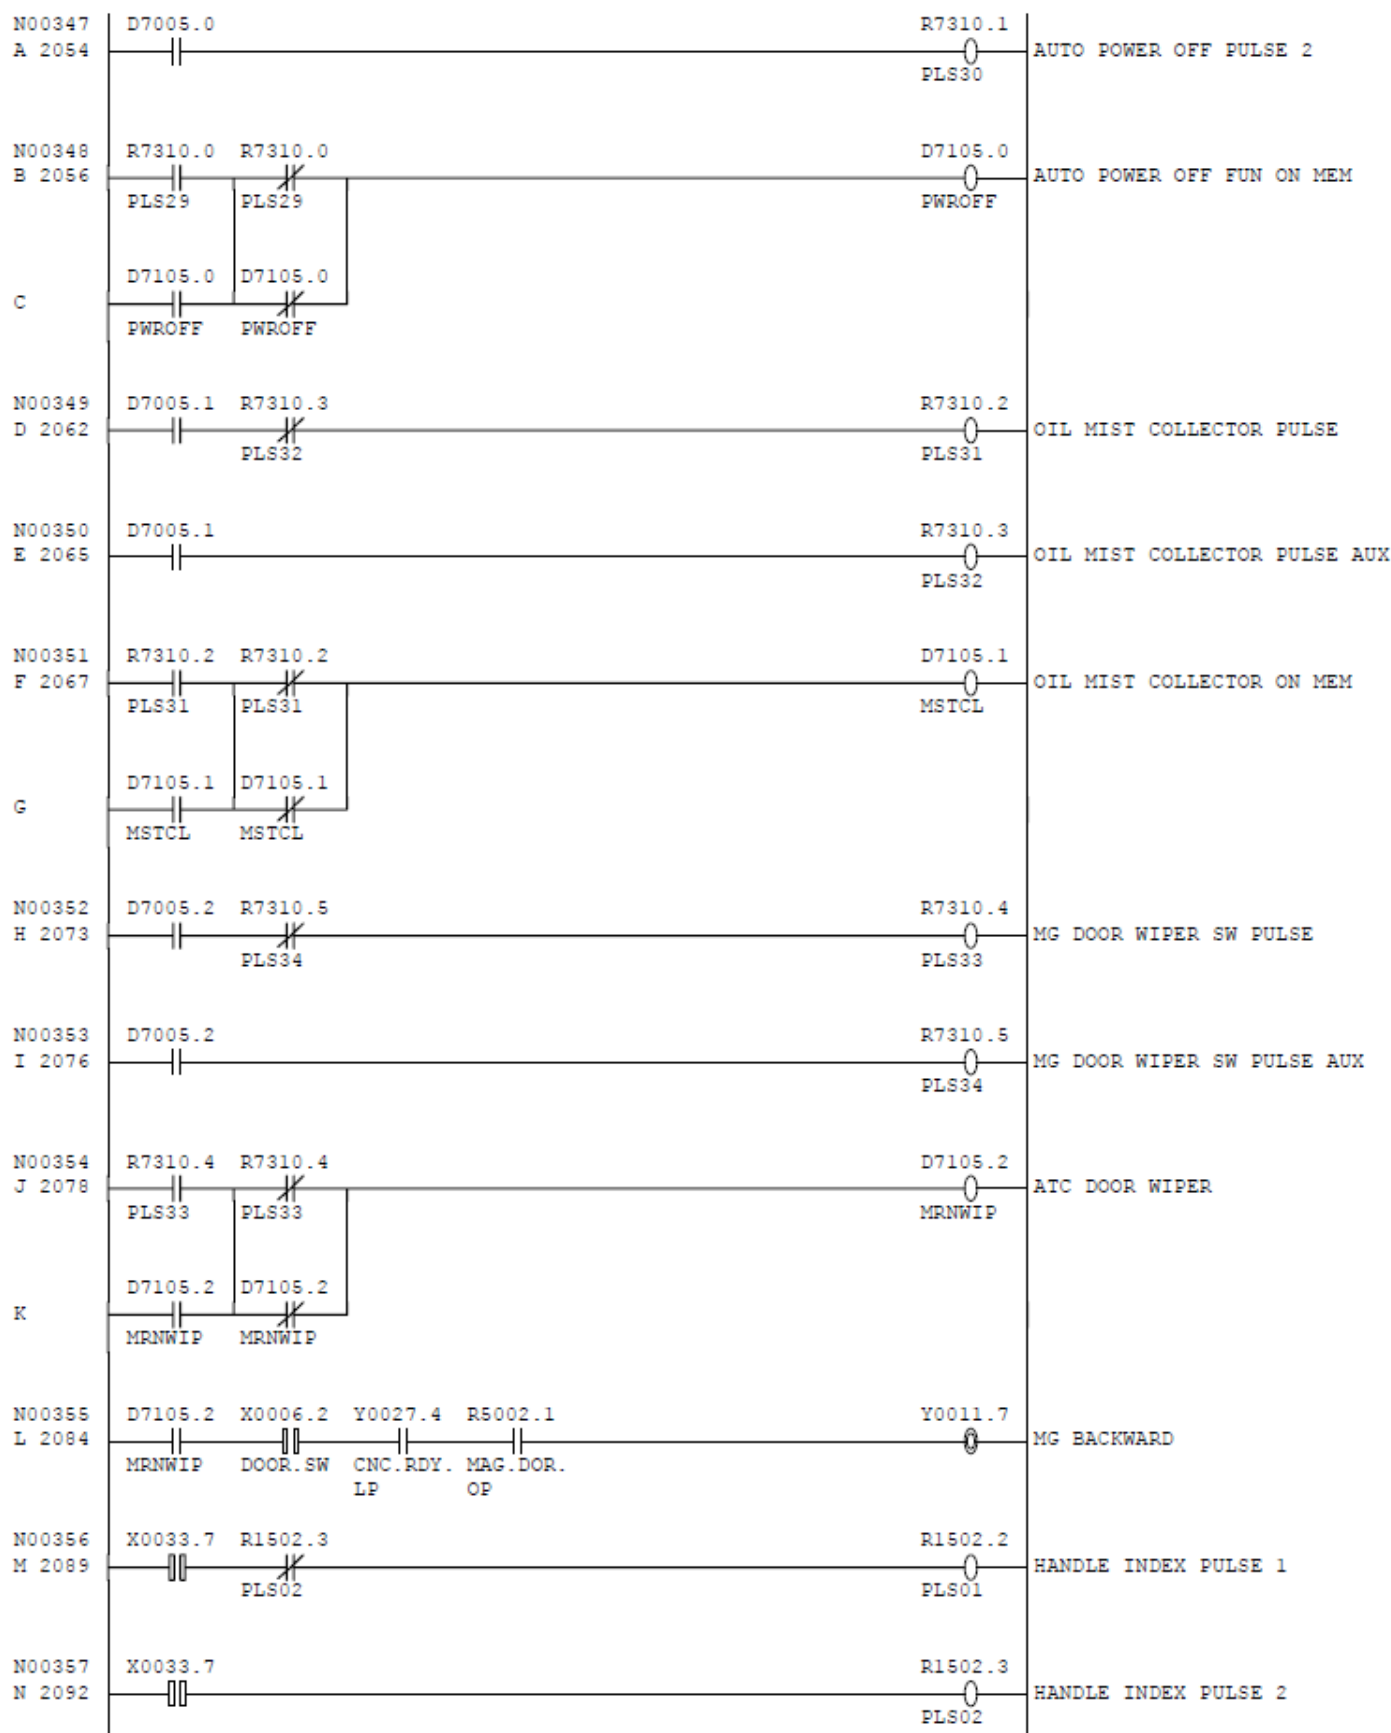 N00347 D7005.0 R7310.1
A 2054 AUTO POWER OFF PULSE 2
PLS30
N00348 R7310.0 R7310.0 D7105.0
B 2056 AUTO POWER OFF FUN ON MEM
PLS29 PLS29 PWROFF
D7105.0 D7105.0
C
PWROFF PWROFF
N00349 D7005.1 R7310.3 R7310.2
D 2062 OIL MIST COLLECTOR PULSE
PLS32 PLS31
N00350 D7005.1 R7310.3
E 2065 OIL MIST COLLECTOR PULSE AUX
PLS32
N00351 R7310.2 R7310.2 D7105.1
F 2067 OIL MIST COLLECTOR ON MEM
PLS31 PLS31 MSTCL
D7105.1 D7105.1
G
MSTCL MSTCL
N00352 D7005.2 R7310.5 R7310.4
H 2073 MG DOOR WIPER SW PULSE
PLS34 PLS33
N00353 D7005.2 R7310.5
I 2076 MG DOOR WIPER SW PULSE AUX
PLS34
N00354 R7310.4 R7310.4 D7105.2
J 2078 ATC DOOR WIPER
PLS33 PLS33 MRNWIP
D7105.2 D7105.2
K
MRNWIP MRNWIP
N00355 D7105.2 X0006.2 Y0027.4 R5002.1 Y0011.7
L 2084 MG BACKWARD
MRNWIP DOOR.SW CNC.RDY. MAG.DOR.
LP OP
N00356 X0033.7 R1502.3 R1502.2
M 2089 HANDLE INDEX PULSE 1
PLS02 PLS01
N00357 X0033.7 R1502.3
N 2092 HANDLE INDEX PULSE 2
PLS02